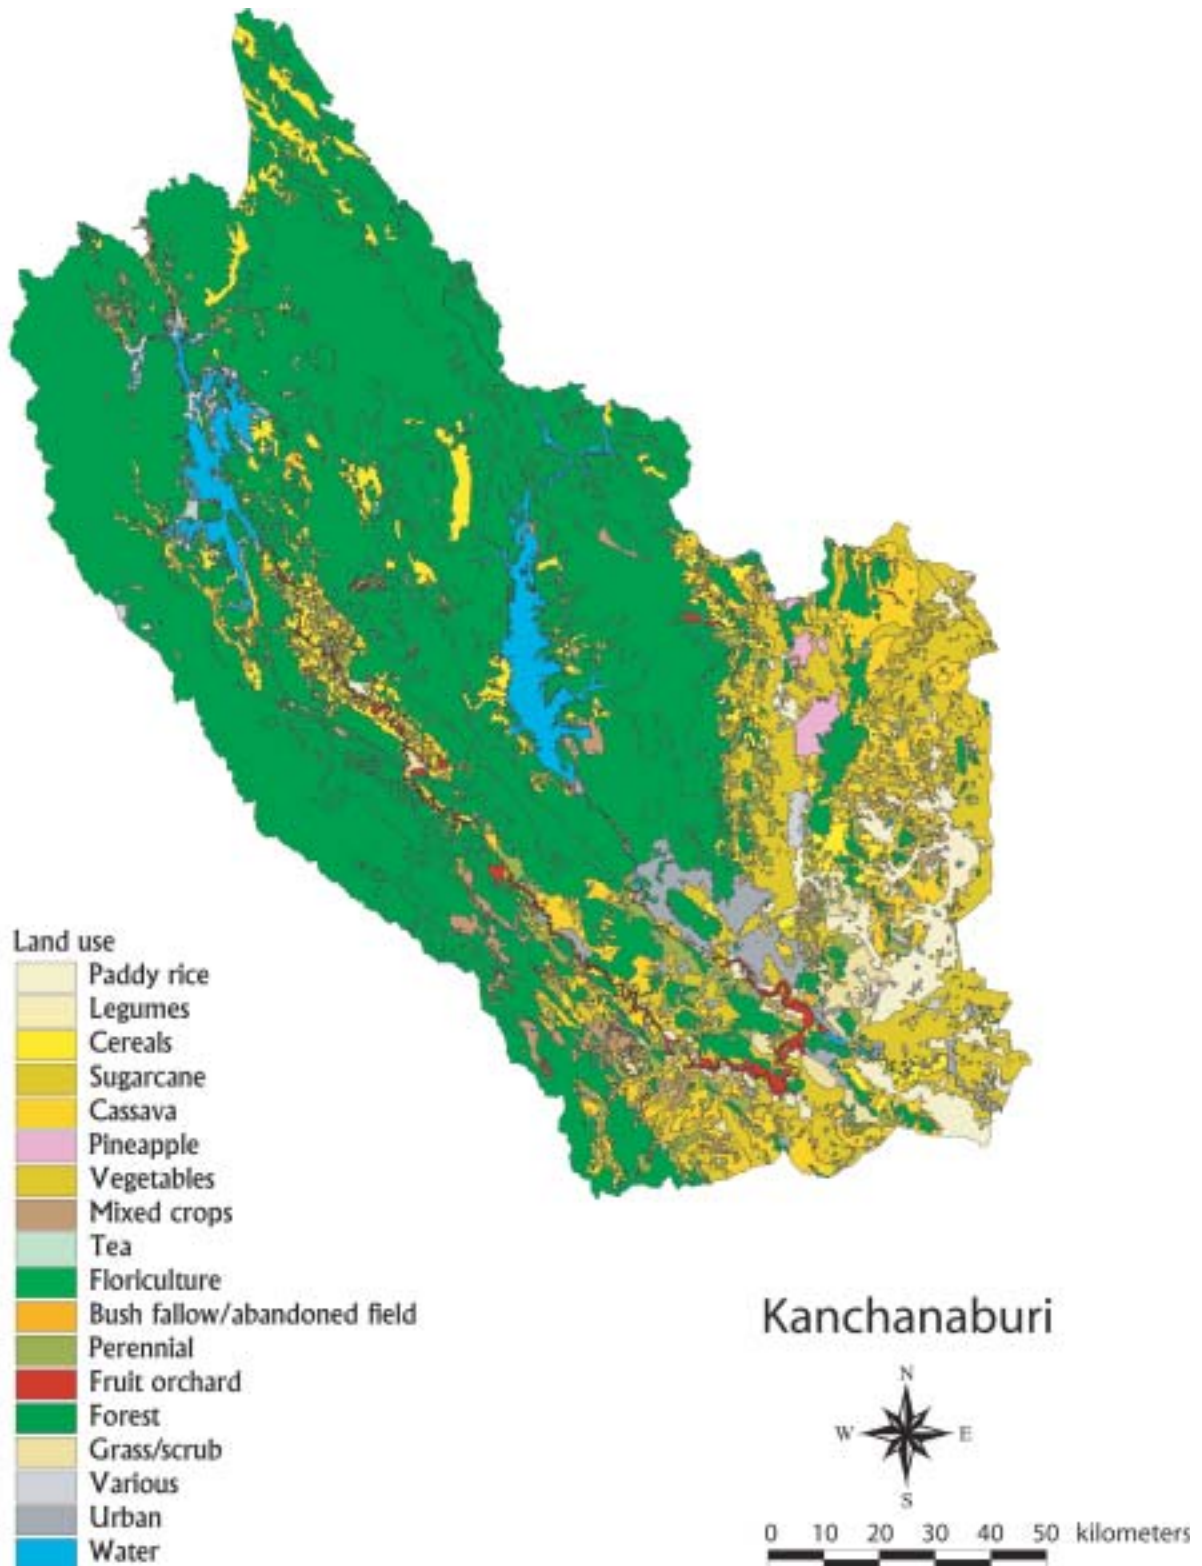 Land use
Paddy rice
Legumes
Cereals
Sugarcane
Cassava
Pineapple
Vegetables
Mixed crops
Tea
Floriculture
Bush fallow/abandoned field
Perennial
Fruit orchard
Forest
Grass/scrub
Various
Urban
Water
Kanchanaburi
N
W E
S
0 10 20 30 40 50 kilometers